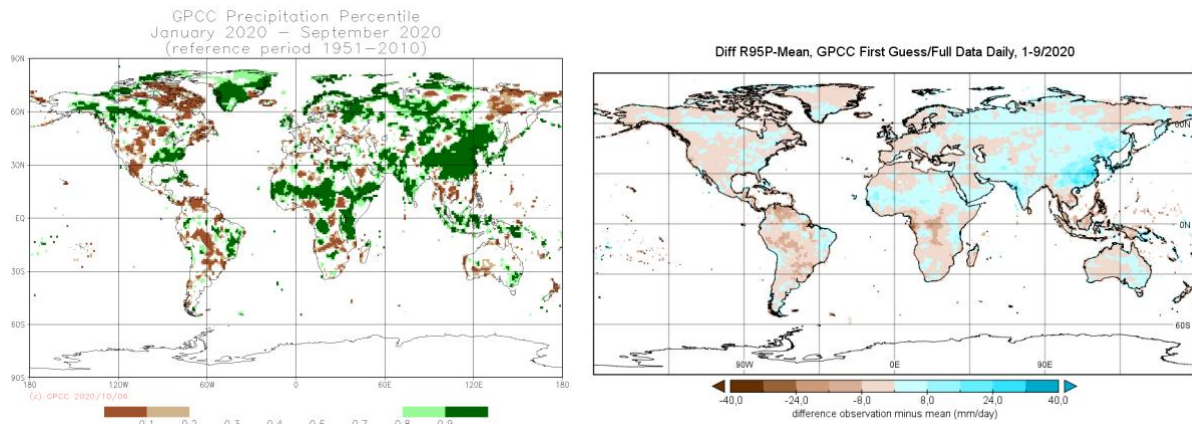 GPCC Precipitation Percentile
January 2020 – September 2020
(reference period 1951–2010)
90N
60N
30N
EQ
30S
60S
90S
180 120W 60W 0 60E 120E 180
(c) GPCC 2020/10/06
0.1 0.2 0.3 0.4 0.6 0.7 0.8 0.9
Diff R95P-Mean, GPCC First Guess/Full Data Daily, 1-9/2020
60N
0N
60S
90W 0E 90E
-40,0 -24,0 -8,0 8,0 24,0 40,0
difference observation minus mean (mm/day)